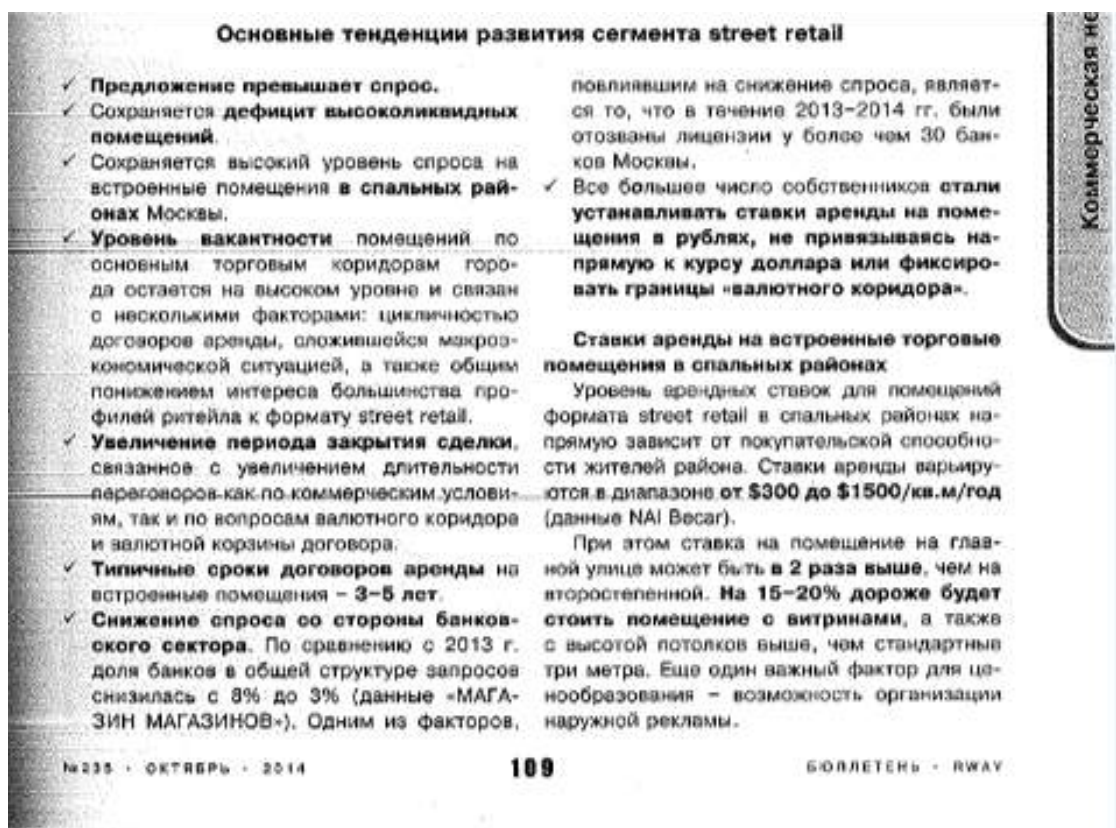 Основные тенденции развития сегмента street retail
✓ Предложение превышает спрос.
✓ Сохраняется дефицит высоколиквидных
помещений.
✓ Сохраняется высокий уровень спроса на
встроенные помещения в спальных рай-
онах Москвы.
✓ Уровень вакантности помещений по
основным торговым коридорам горо-
да остается на высоком уровне и связан
с несколькими факторами: цикличностью
договоров аренды, сложившейся макроэ-
кономической ситуацией, а также общим
понижением интереса большинства про-
филей ритейла к формату street retail.
✓ Увеличение периода закрытия сделки,
связанное с увеличением длительности
переговоров как по коммерческим услови-
ям, так и по вопросам валютного коридора
и валютной корзины договора.
✓ Типичные сроки договоров аренды на
встроенные помещения – 3–5 лет.
✓ Снижение спроса со стороны банков-
ского сектора. По сравнению с 2013 г.
доля банков в общей структуре запросов
снизилась с 8% до 3% (данные «МАГА-
ЗИН МАГАЗИНОВ»). Одним из факторов,
повлиявшим на снижение спроса, являет-
ся то, что в течение 2013–2014 гг. были
отозваны лицензии у более чем 30 бан-
ков Москвы.
✓ Все большее число собственников стали
устанавливать ставки аренды на поме-
щения в рублях, не привязываясь на-
прямую к курсу доллара или фиксиро-
вать границы «валютного коридора».
Ставки аренды на встроенные торговые
помещения в спальных районах
Уровень арендных ставок для помещений
формата street retail в спальных районах на-
прямую зависит от покупательской способно-
сти жителей района. Ставки аренды варьиру-
ются в диапазоне от $300 до $1500/кв.м/год
(данные NAI Becar).
При этом ставка на помещение на глав-
ной улице может быть в 2 раза выше, чем на
второстепенной. На 15–20% дороже будет
стоить помещение с витринами, а также
с высотой потолков выше, чем стандартные
три метра. Еще один важный фактор для це-
нообразования – возможность организации
наружной рекламы.
Коммерческая не
№235 · ОКТЯБРЬ · 2014
109
БЮЛЛЕТЕНЬ · RWAY